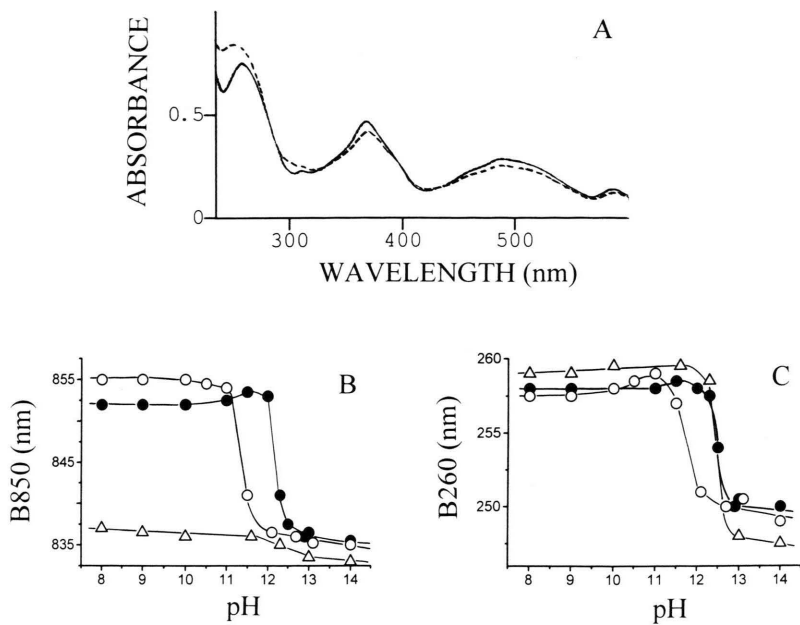 A
ABSORBANCE
0.5
0
300 400 500
WAVELENGTH (nm)
B
B850 (nm)
855
845
835
8 9 10 11 12 13 14
pH
C
B260 (nm)
260
255
250
8 9 10 11 12 13 14
pH